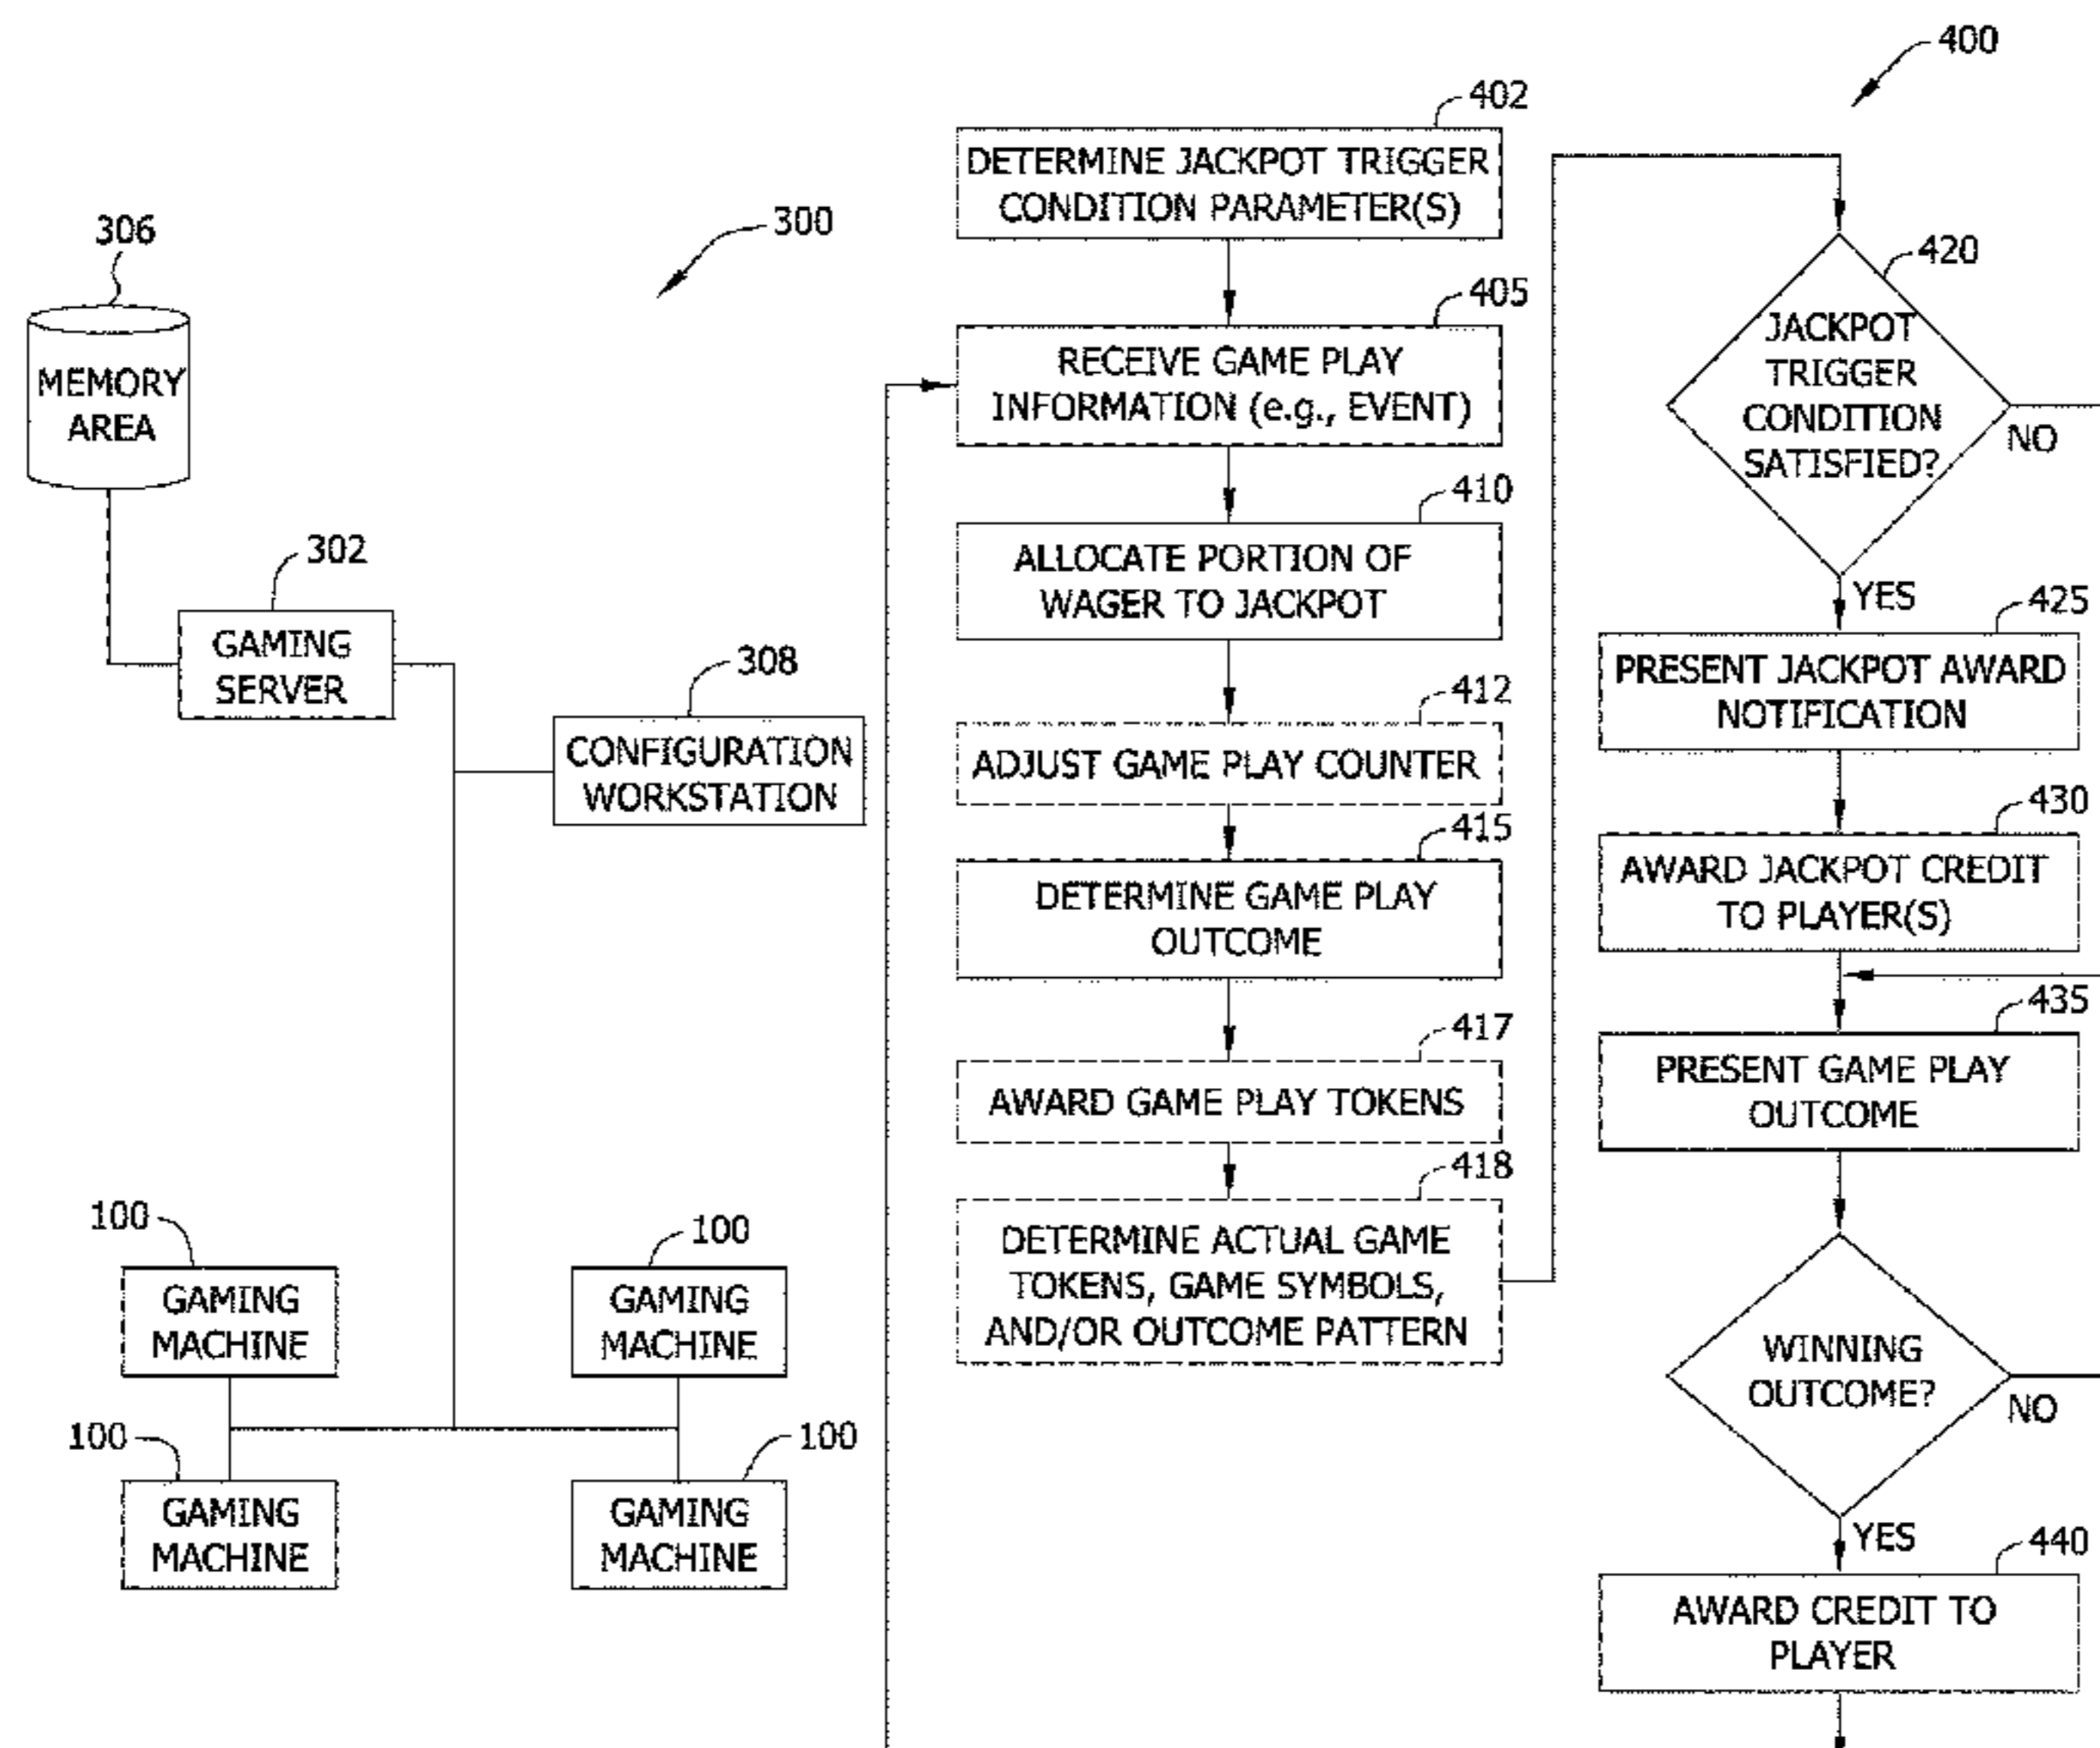 306
MEMORY
AREA
300
302
GAMING
SERVER
308
CONFIGURATION
WORKSTATION
100
GAMING
MACHINE
100
GAMING
MACHINE
100
GAMING
MACHINE
100
GAMING
MACHINE
400
402
DETERMINE JACKPOT TRIGGER
CONDITION PARAMETER(S)
405
RECEIVE GAME PLAY
INFORMATION (e.g., EVENT)
410
ALLOCATE PORTION OF
WAGER TO JACKPOT
412
ADJUST GAME PLAY COUNTER
415
DETERMINE GAME PLAY
OUTCOME
417
AWARD GAME PLAY TOKENS
418
DETERMINE ACTUAL GAME
TOKENS, GAME SYMBOLS,
AND/OR OUTCOME PATTERN
420
JACKPOT
TRIGGER
CONDITION
SATISFIED?
NO
YES
425
PRESENT JACKPOT AWARD
NOTIFICATION
430
AWARD JACKPOT CREDIT
TO PLAYER(S)
435
PRESENT GAME PLAY
OUTCOME
WINNING
OUTCOME?
NO
YES
440
AWARD CREDIT TO
PLAYER